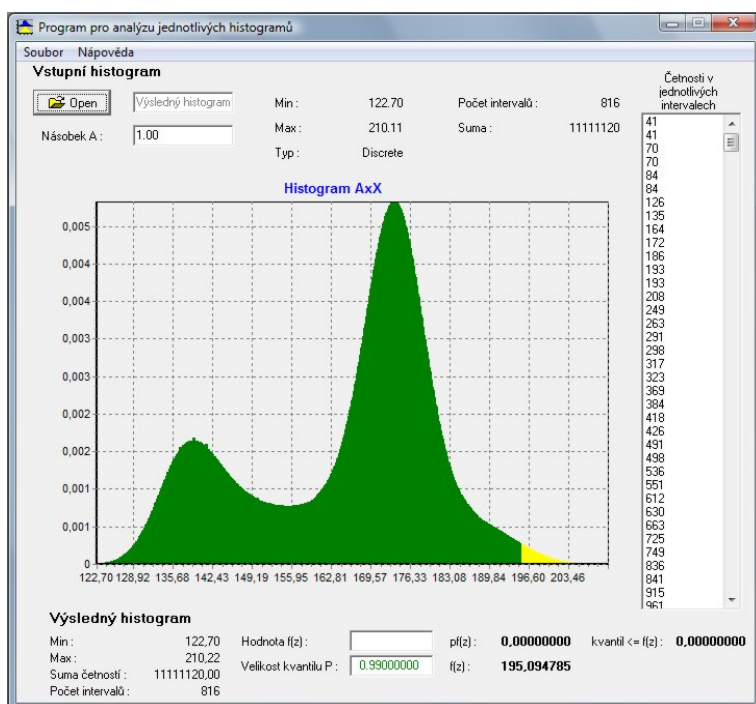 Program pro analýzu jednotlivých histogramů
Soubor Nápověda
Vstupní histogram
Open Výsledný histogram
Násobek A : 1.00
Min : 122.70
Max : 210.11
Typ : Discrete
Počet intervalů : 816
Suma : 11111120
Četnosti v
jednotlivých
intervalech
41
41
70
70
84
84
126
135
164
172
186
193
193
208
249
263
291
298
317
323
369
384
418
426
491
498
536
551
612
630
663
725
749
836
841
915
961
Histogram AxX
0,005
0,004
0,004
0,003
0,003
0,002
0,002
0,001
0,001
0
122,70 128,92 135,68 142,43 149,19 155,95 162,81 169,57 176,33 183,08 189,84 196,60 203,46
Výsledný histogram
Min : 122,70
Max : 210,22
Suma četností : 11111120,00
Počet intervalů : 816
Hodnota f(z) : pf(z) : 0,00000000 kvantil <= f(z) : 0,00000000
Velikost kvantilu P : 0.99000000 f(z) : 195,094785